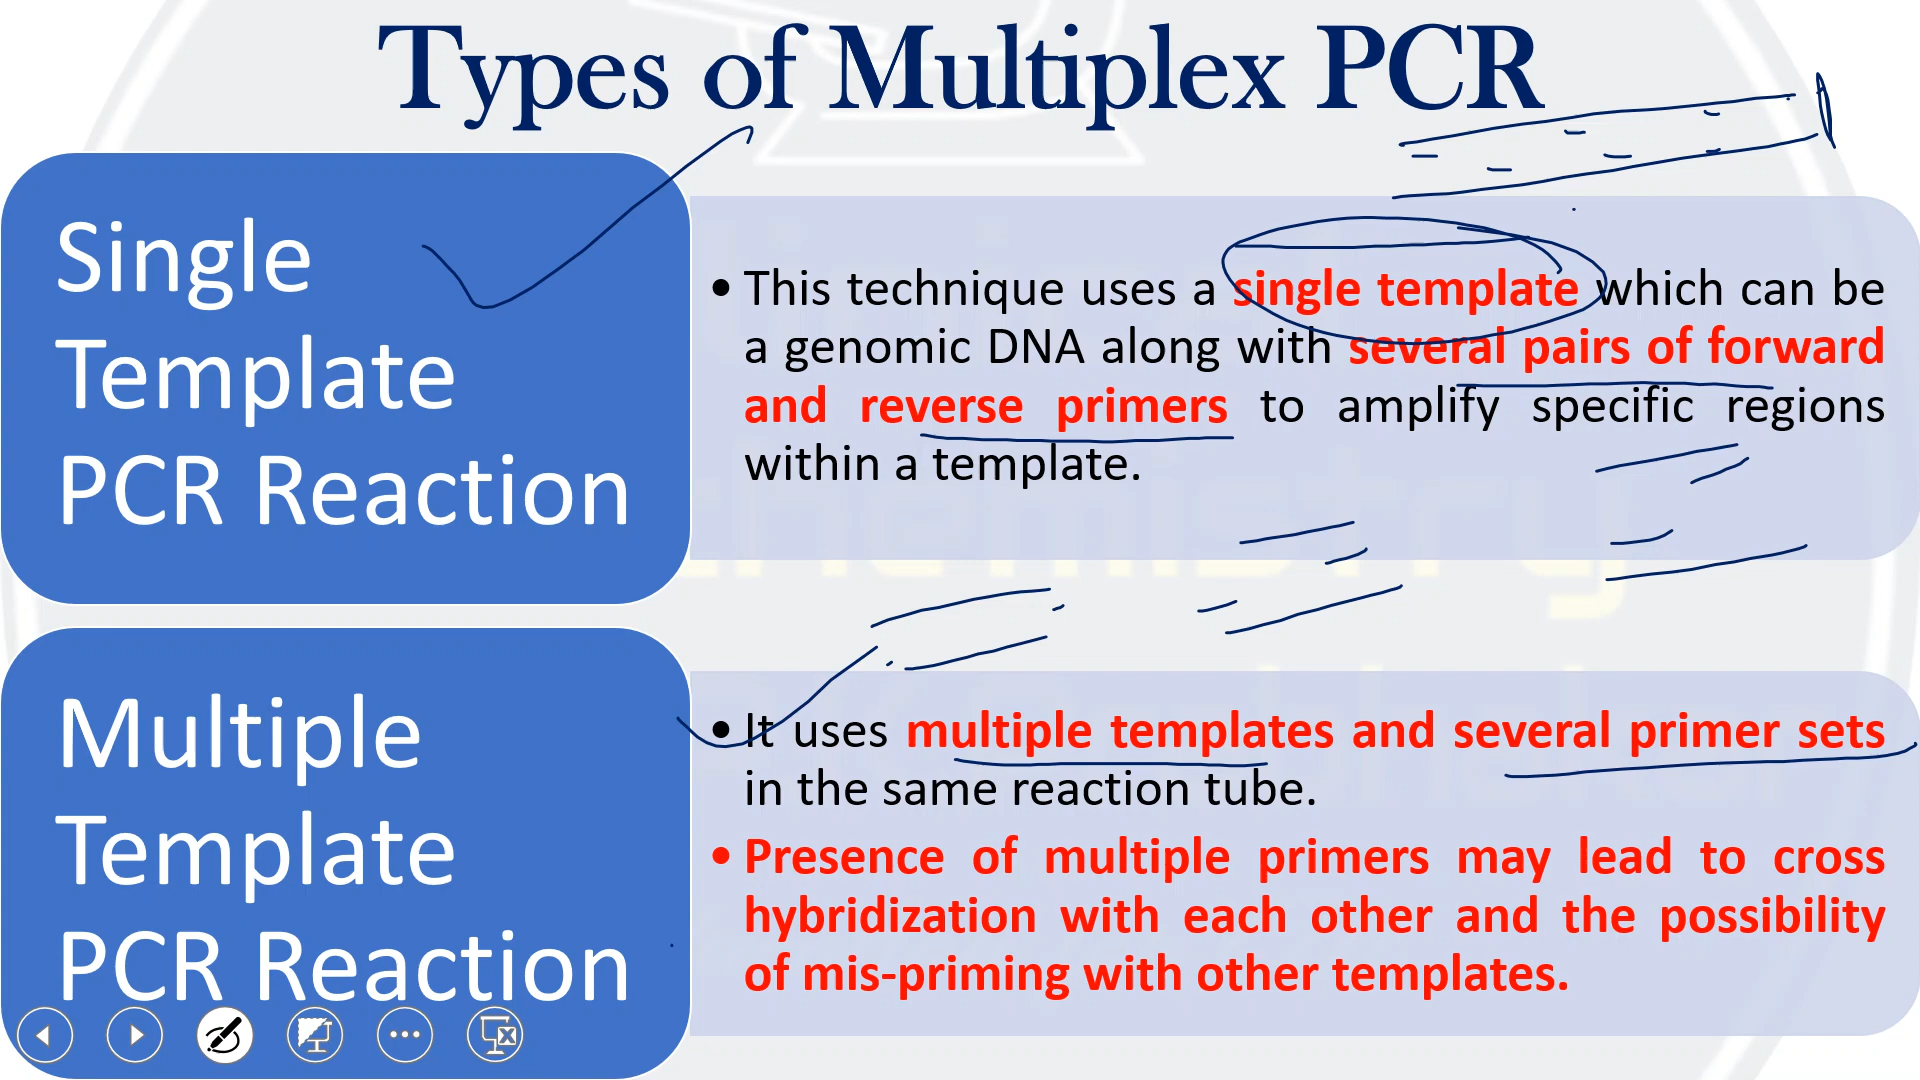 Types of Multiplex PCR
Single
Template
PCR Reaction
• This technique uses a single template which can be
a genomic DNA along with several pairs of forward
and reverse primers to amplify specific regions
within a template.
Multiple
Template
PCR Reaction
• It uses multiple templates and several primer sets
in the same reaction tube.
• Presence of multiple primers may lead to cross
hybridization with each other and the possibility
of mis-priming with other templates.